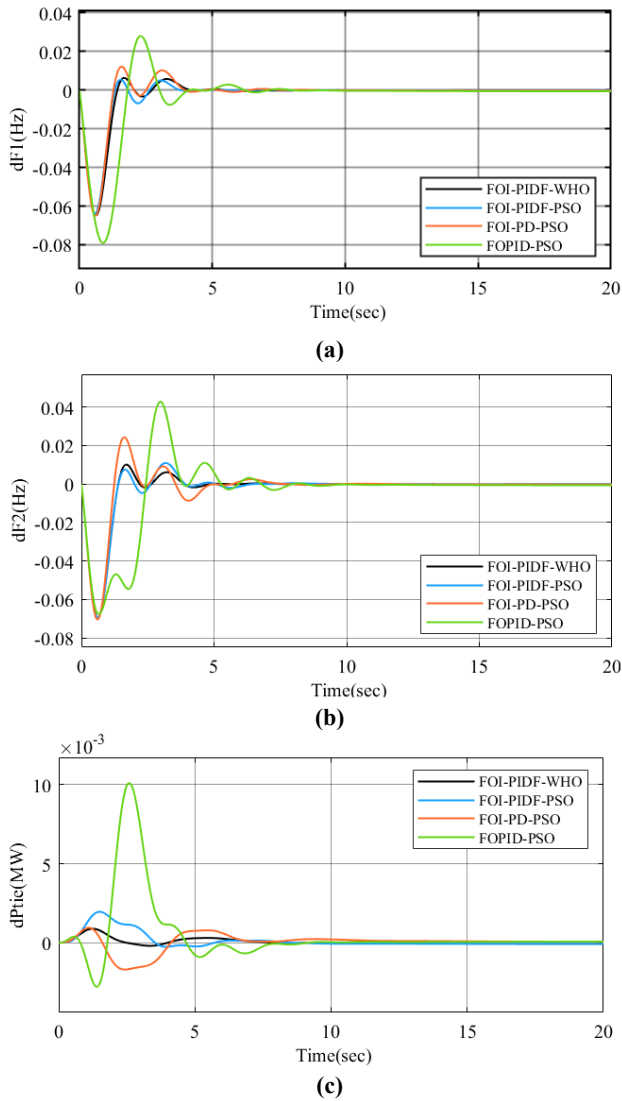 0.04
0.02
0
-0.02
-0.04
-0.06
-0.08
dF1(Hz)
FOI-PIDF-WHO
FOI-PIDF-PSO
FOI-PD-PSO
FOPID-PSO
0 5 10 15 20
Time(sec)
(a)
0.04
0.02
0
-0.02
-0.04
-0.06
-0.08
dF2(Hz)
FOI-PIDF-WHO
FOI-PIDF-PSO
FOI-PD-PSO
FOPID-PSO
0 5 10 15 20
Time(sec)
(b)
×10⁻³
10
5
0
dPtie(MW)
FOI-PIDF-WHO
FOI-PIDF-PSO
FOI-PD-PSO
FOPID-PSO
0 5 10 15 20
Time(sec)
(c)